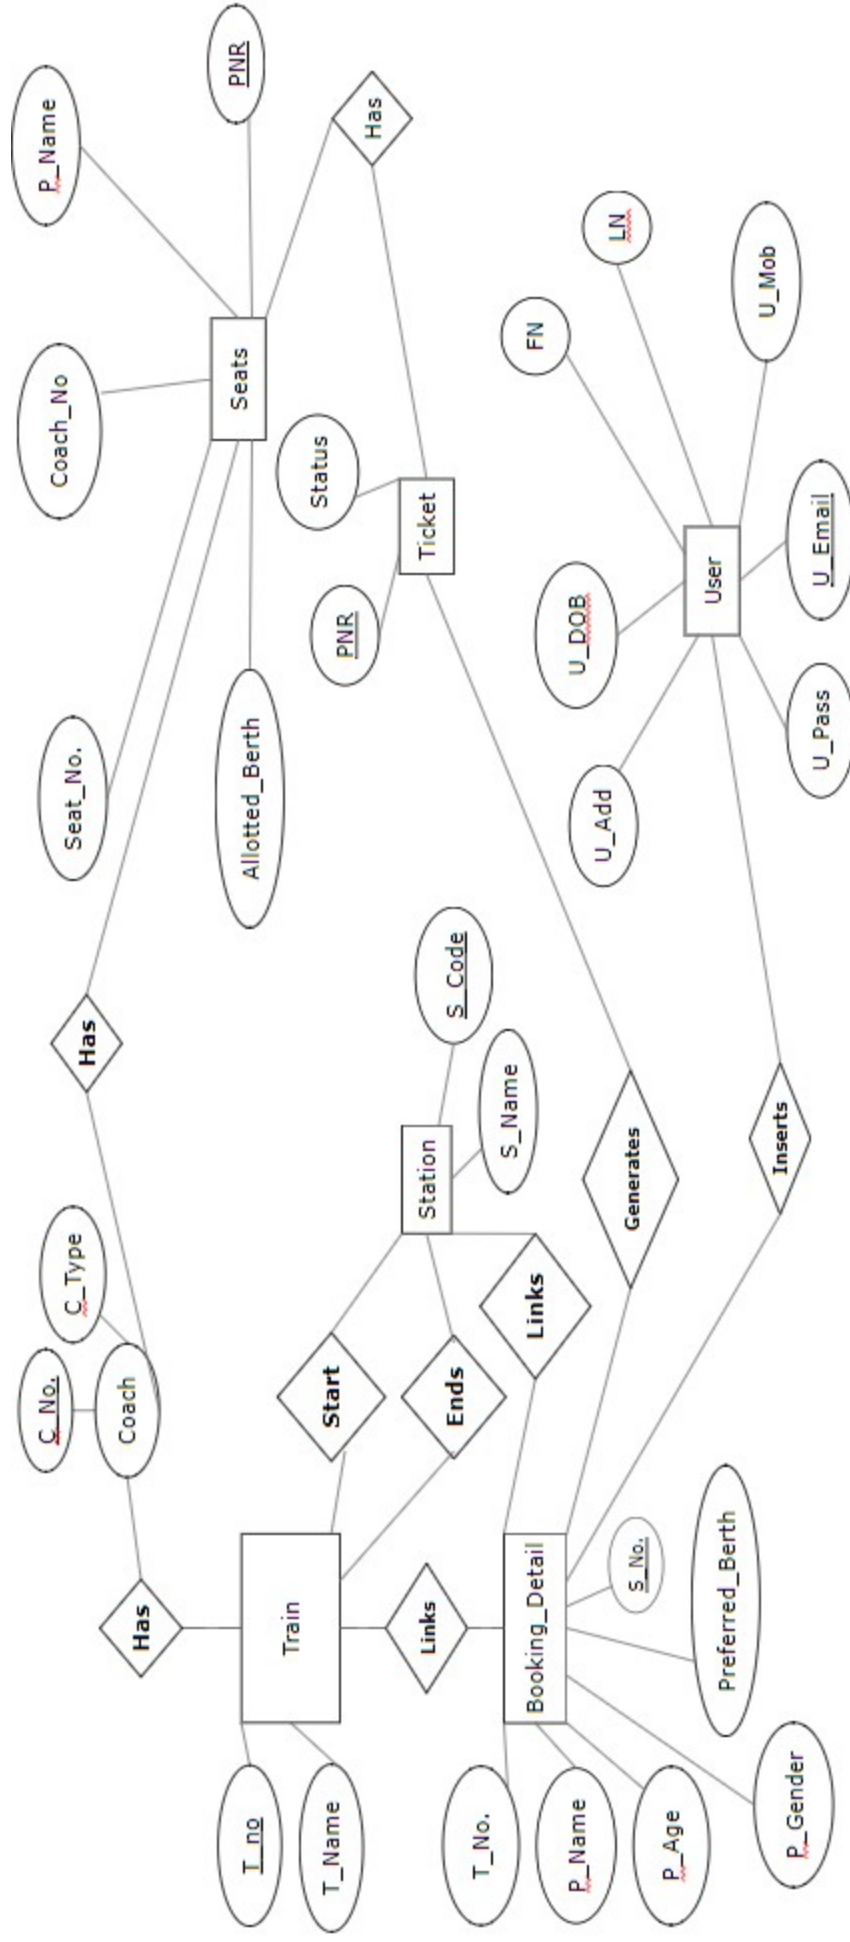 C_No.
C_Type
Seat_No.
Coach_No
P_Name
Has
Coach
Has
Seats
PNR
Allotted_Berth
T_no
Train
Start
PNR
Status
Has
T_Name
Links
Ends
Station
S_Code
Ticket
T_No.
Booking_Detail
Links
S_Name
FN
P_Name
U_DOB
LN
P_Age
S_No.
Generates
U_Add
User
Preferred_Berth
U_Mob
P_Gender
Inserts
U_Pass
U_Email